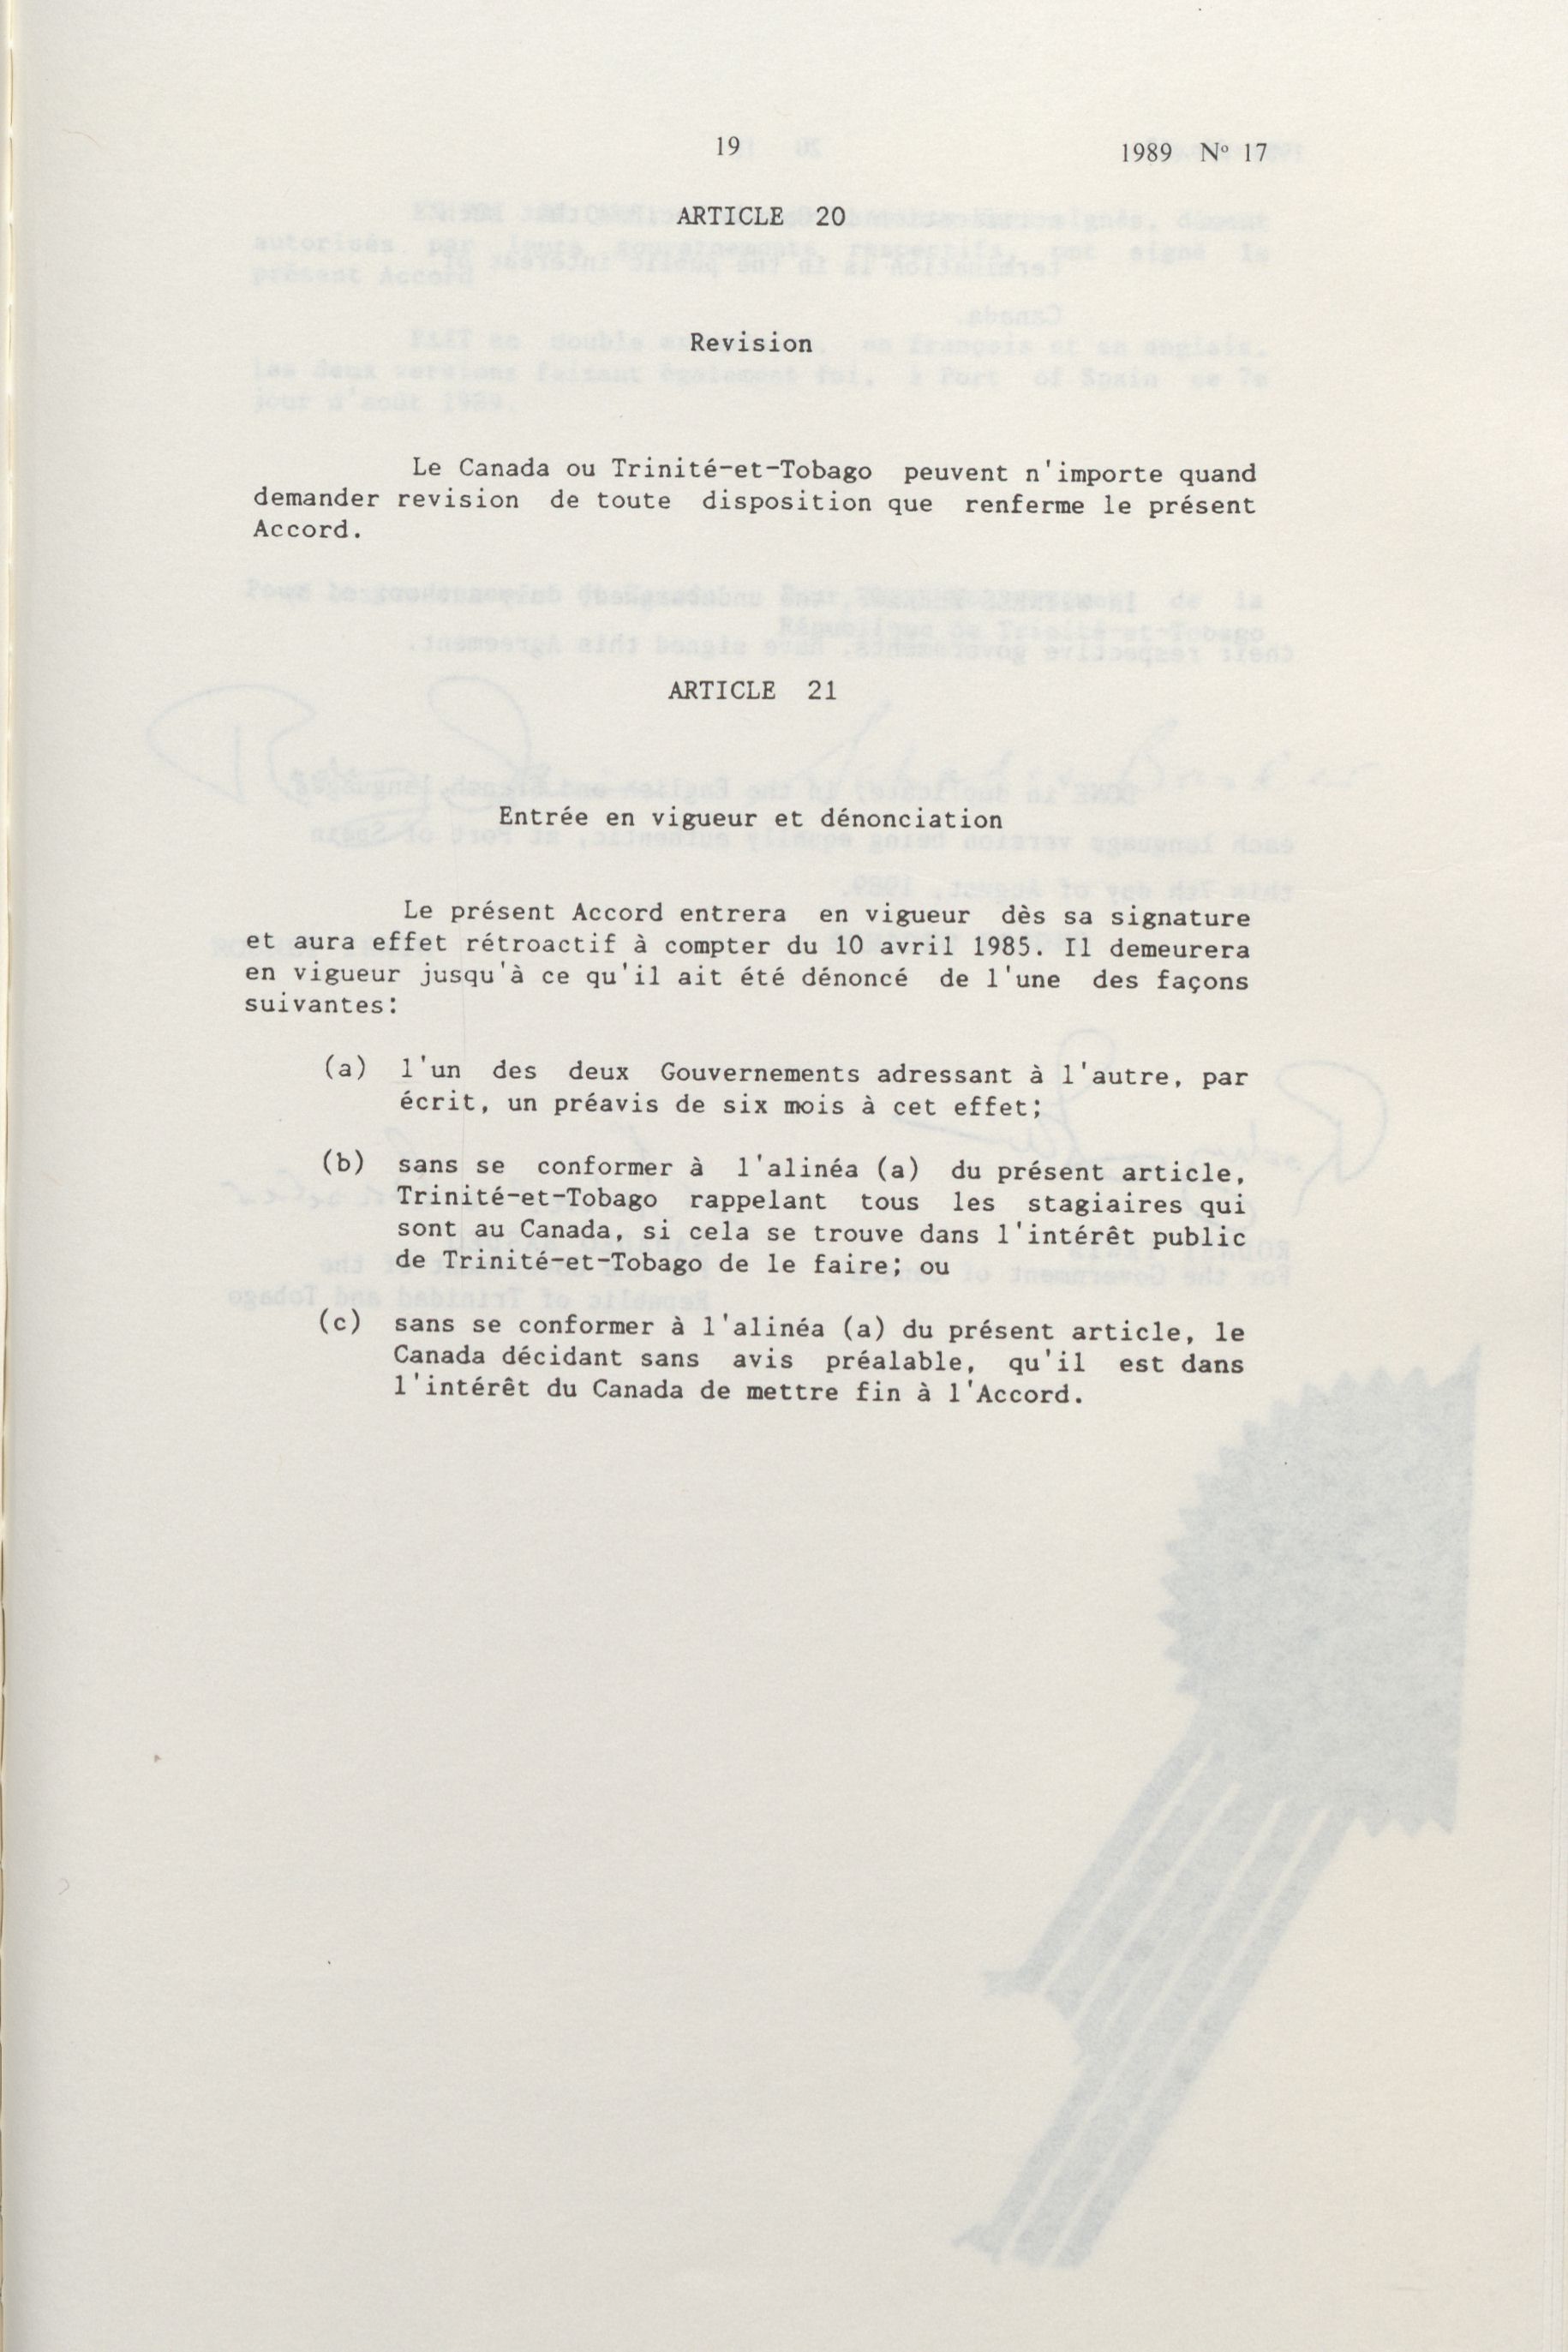 19
1989 N° 17
ARTICLE 20
Revision
Le Canada ou Trinité-et-Tobago peuvent n'importe quand
demander revision de toute disposition que renferme le présent
Accord.
ARTICLE 21
Entrée en vigueur et dénonciation
Le présent Accord entrera en vigueur dès sa signature
et aura effet rétroactif à compter du 10 avril 1985. Il demeurera
en vigueur jusqu'à ce qu'il ait été dénoncé de l'une des façons
suivantes:
(a) l'un des deux Gouvernements adressant à l'autre, par
écrit, un préavis de six mois à cet effet;
(b) sans se conformer à l'alinéa (a) du présent article,
Trinité-et-Tobago rappelant tous les stagiaires qui
sont au Canada, si cela se trouve dans l'intérêt public
de Trinité-et-Tobago de le faire; ou
(c) sans se conformer à l'alinéa (a) du présent article, le
Canada décidant sans avis préalable, qu'il est dans
l'intérêt du Canada de mettre fin à l'Accord.